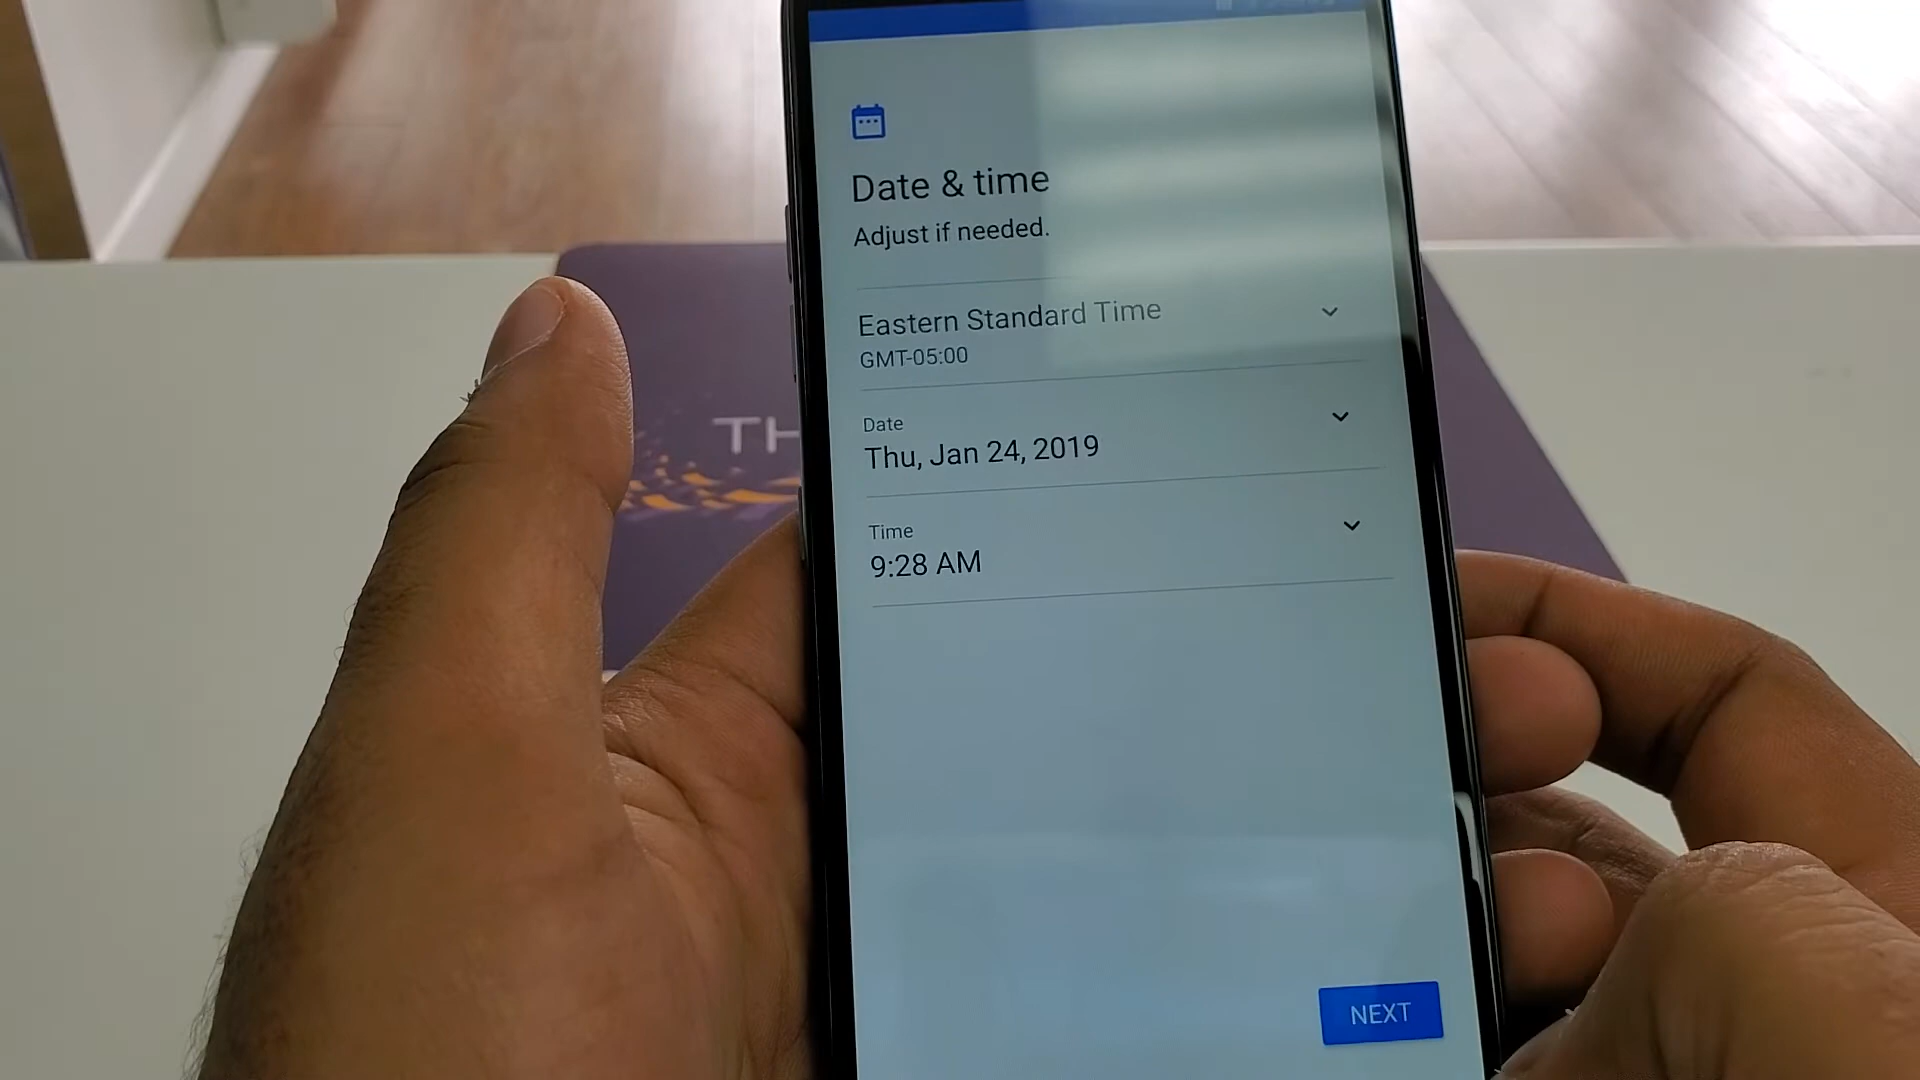 Date & time
Adjust if needed.
Eastern Standard Time
GMT-05:00
Date
Thu, Jan 24, 2019
Time
9:28 AM
NEXT
TH